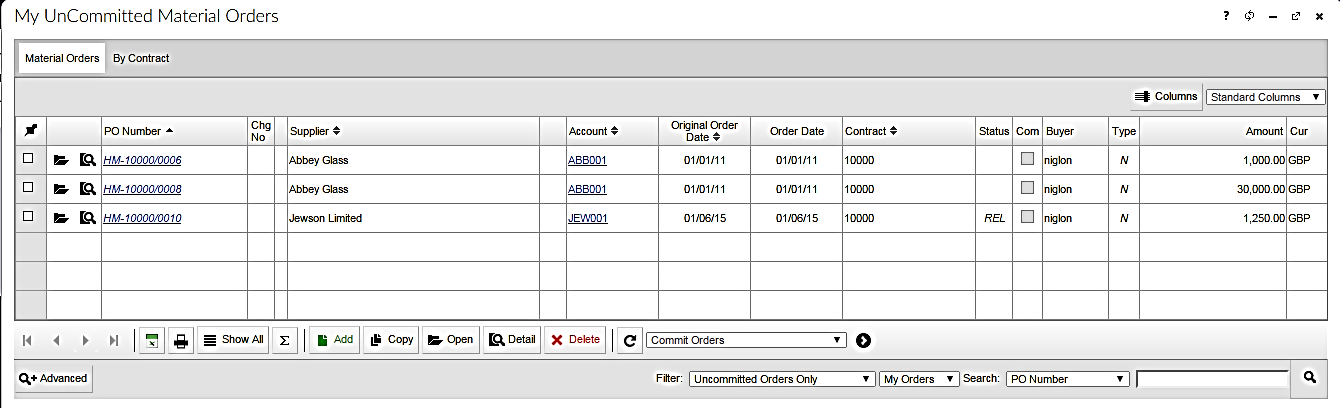 My UnCommitted Material Orders ?
Material Orders By Contract
Columns Standard Columns
PO Number Chg No Supplier Account Original Order Date Order Date Contract Status Com Buyer Type Amount Cur
HM-10000/0006 Abbey Glass ABB001 01/01/11 01/01/11 10000 niglon N 1,000.00 GBP
HM-10000/0008 Abbey Glass ABB001 01/01/11 01/01/11 10000 niglon N 30,000.00 GBP
HM-10000/0010 Jewson Limited JEW001 01/06/15 01/06/15 10000 REL niglon N 1,250.00 GBP
Show All Σ Add Copy Open Detail Delete Commit Orders
Advanced Filter: Uncommitted Orders Only My Orders Search: PO Number